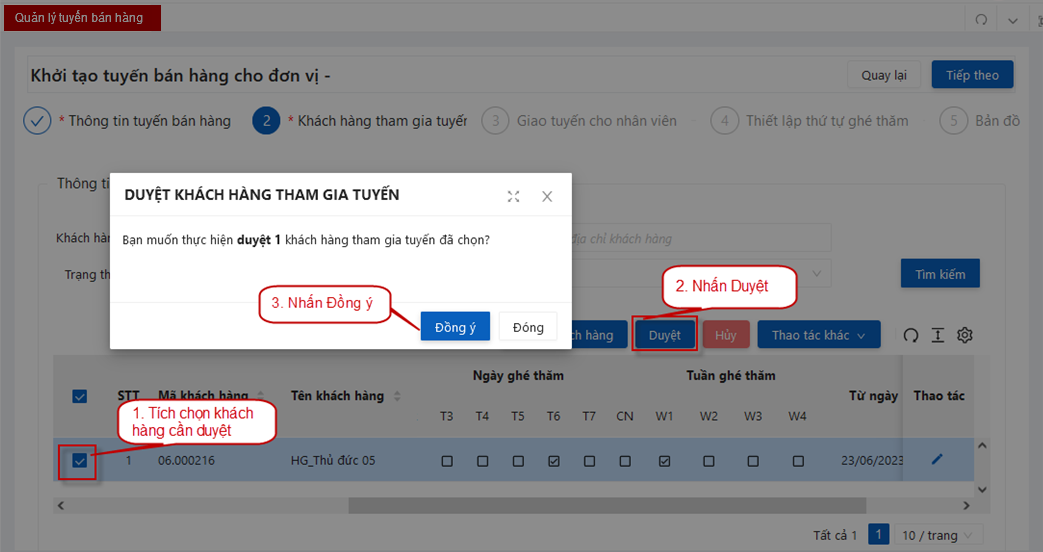 Quản lý tuyến bán hàng
Khởi tạo tuyến bán hàng cho đơn vị -
Quay lại
Tiếp theo
* Thông tin tuyến bán hàng
2
* Khách hàng tham gia tuyến
3
Giao tuyến cho nhân viên
4
Thiết lập thứ tự ghé thăm
5
Bản đồ
Thông ti
DUYỆT KHÁCH HÀNG THAM GIA TUYẾN
Bạn muốn thực hiện duyệt 1 khách hàng tham gia tuyến đã chọn?
Khách hàn
địa chỉ khách hàng
Trạng th
Tìm kiếm
2. Nhấn Duyệt
3. Nhấn Đồng ý
Đồng ý
Đóng
ch hàng
Duyệt
Hủy
Thao tác khác
STT
Mã khách hàng
Tên khách hàng
Ngày ghé thăm
Tuần ghé thăm
Từ ngày
Thao tác
T3
T4
T5
T6
T7
CN
W1
W2
W3
W4
1. Tích chọn khách
hàng cần duyệt
1
06.000216
HG_Thủ đức 05
23/06/2023
Tất cả 1
1
10 / trang